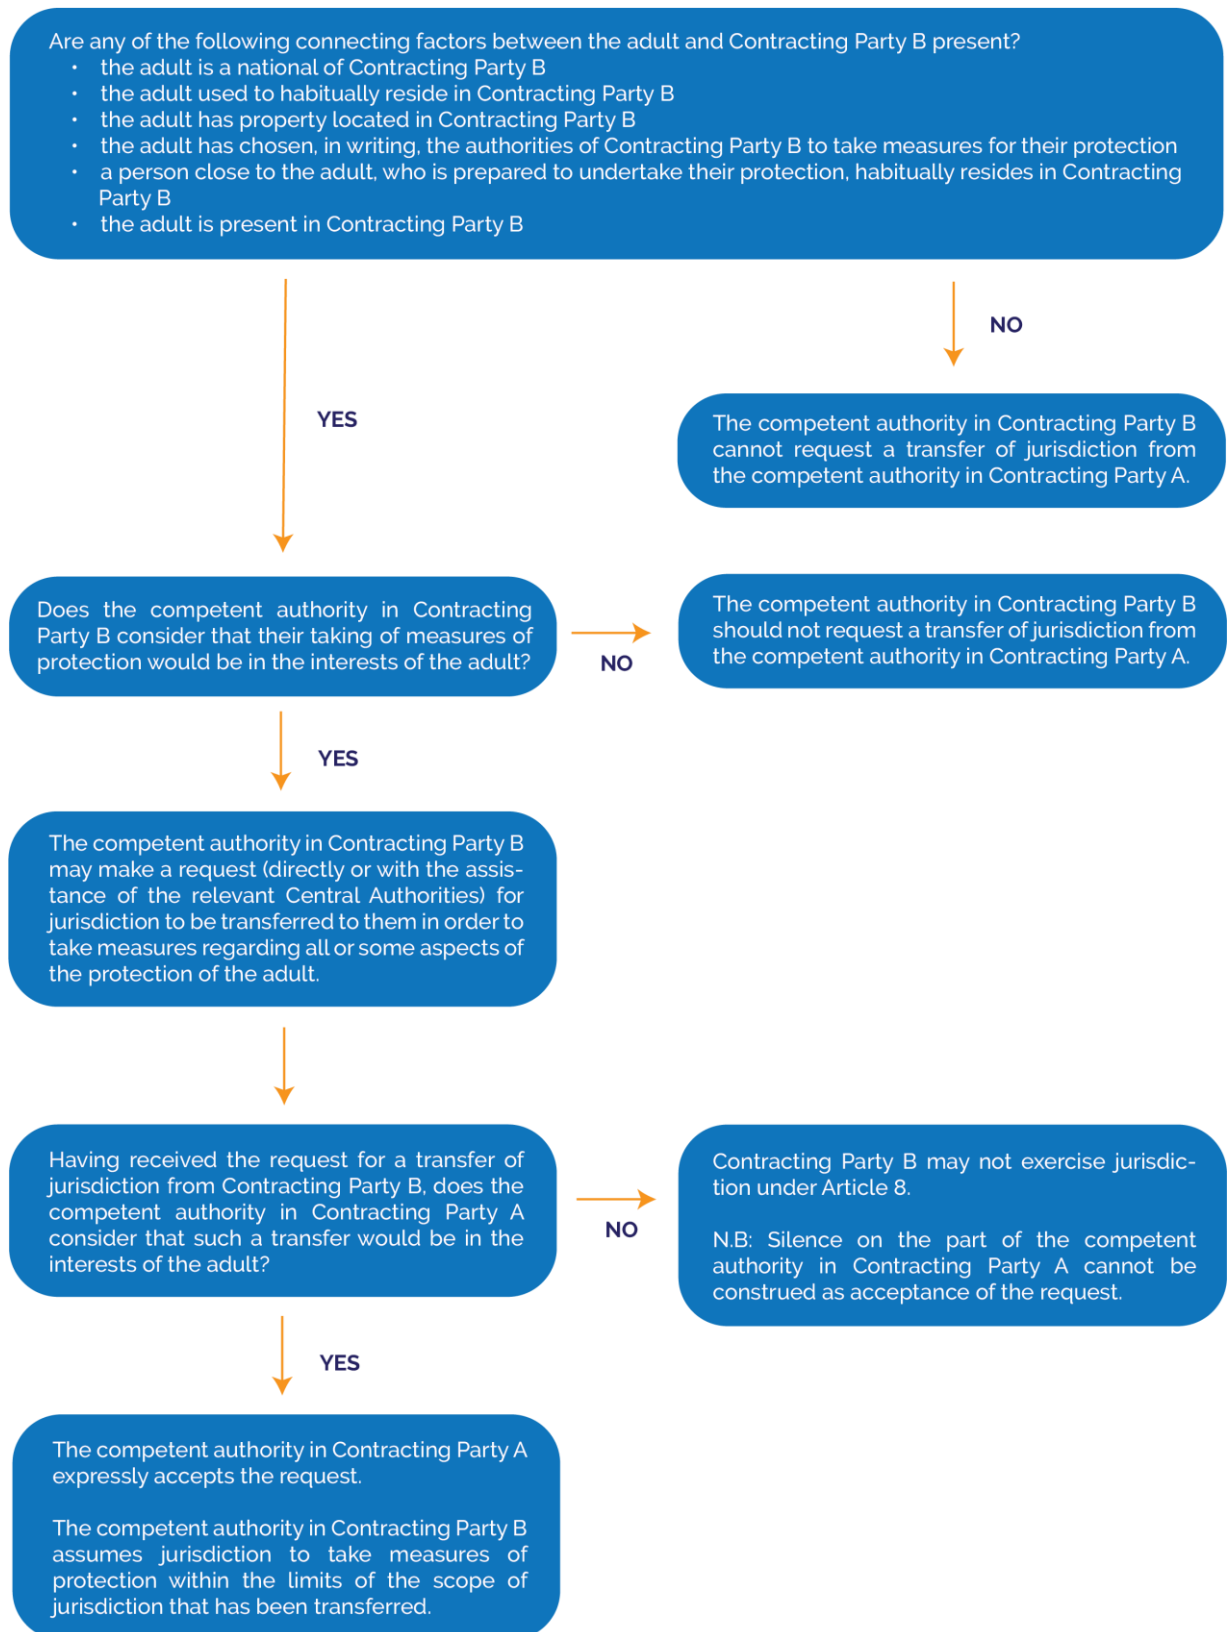 Are any of the following connecting factors between the adult and Contracting Party B present?
• the adult is a national of Contracting Party B
• the adult used to habitually reside in Contracting Party B
• the adult has property located in Contracting Party B
• the adult has chosen, in writing, the authorities of Contracting Party B to take measures for their protection
• a person close to the adult, who is prepared to undertake their protection, habitually resides in Contracting
Party B
• the adult is present in Contracting Party B
NO
YES
The competent authority in Contracting Party B
cannot request a transfer of jurisdiction from
the competent authority in Contracting Party A.
Does the competent authority in Contracting
Party B consider that their taking of measures of
protection would be in the interests of the adult?
NO
The competent authority in Contracting Party B
should not request a transfer of jurisdiction from
the competent authority in Contracting Party A.
YES
The competent authority in Contracting Party B
may make a request (directly or with the assis-
tance of the relevant Central Authorities) for
jurisdiction to be transferred to them in order to
take measures regarding all or some aspects of
the protection of the adult.
Having received the request for a transfer of
jurisdiction from Contracting Party B, does the
competent authority in Contracting Party A
consider that such a transfer would be in the
interests of the adult?
NO
Contracting Party B may not exercise jurisdic-
tion under Article 8.
N.B: Silence on the part of the competent
authority in Contracting Party A cannot be
construed as acceptance of the request.
YES
The competent authority in Contracting Party A
expressly accepts the request.
The competent authority in Contracting Party B
assumes jurisdiction to take measures of
protection within the limits of the scope of
jurisdiction that has been transferred.